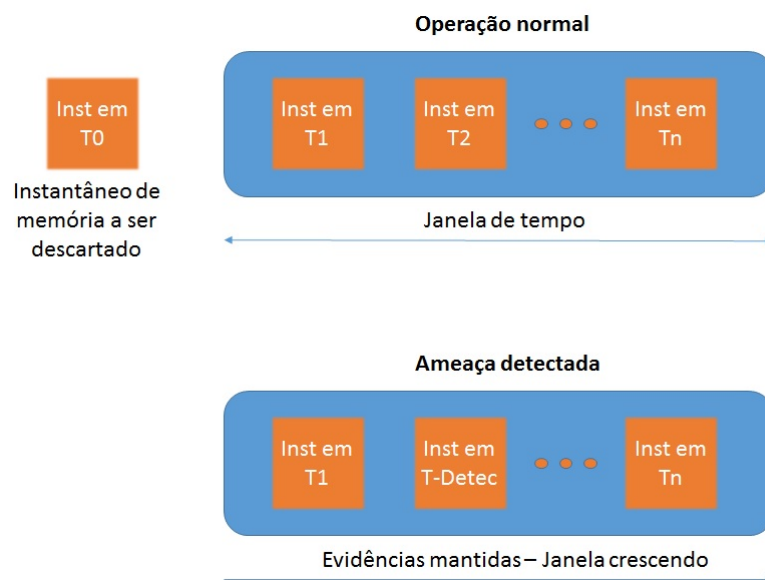 Operação normal
Inst em
T0
Inst em
T1
Inst em
T2
Inst em
Tn
Instantâneo de
memória a ser
descartado
Janela de tempo
Ameaça detectada
Inst em
T1
Inst em
T-Detec
Inst em
Tn
Evidências mantidas – Janela crescendo